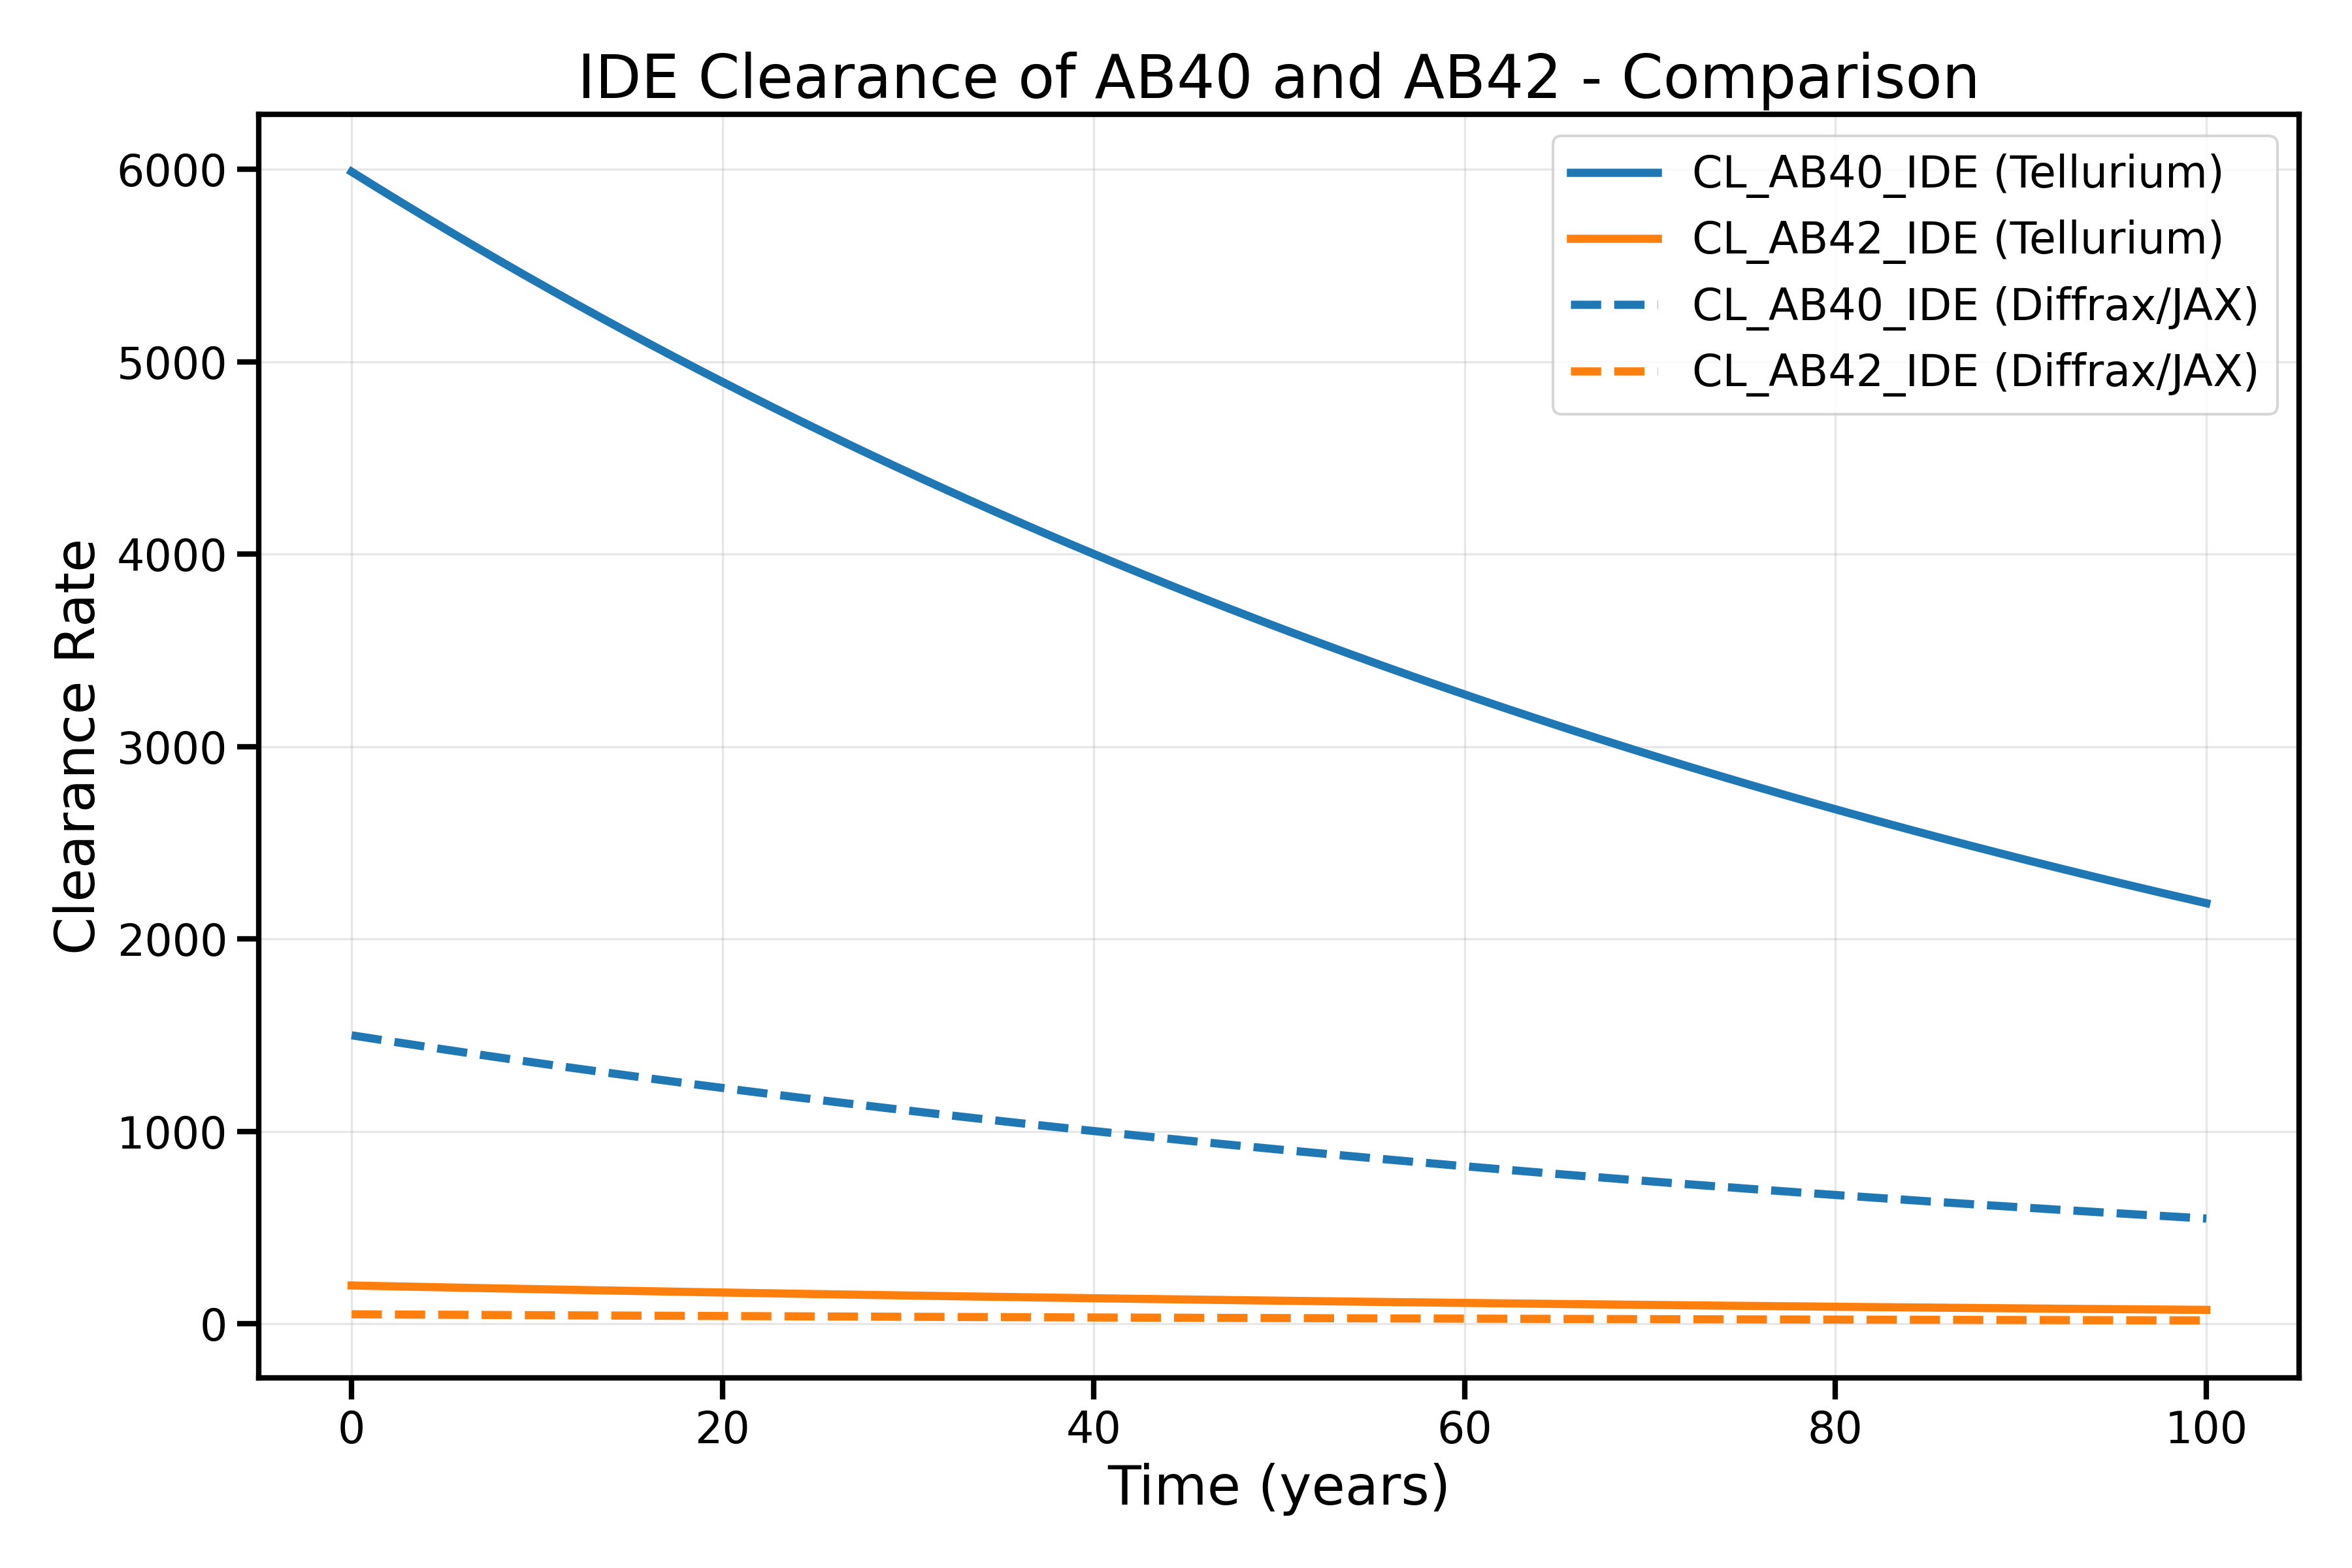 IDE Clearance of AB40 and AB42 - Comparison
CL_AB40_IDE (Tellurium)
CL_AB42_IDE (Tellurium)
CL_AB40_IDE (Diffrax/JAX)
CL_AB42_IDE (Diffrax/JAX)
Clearance Rate
6000
5000
4000
3000
2000
1000
0
0 20 40 60 80 100
Time (years)